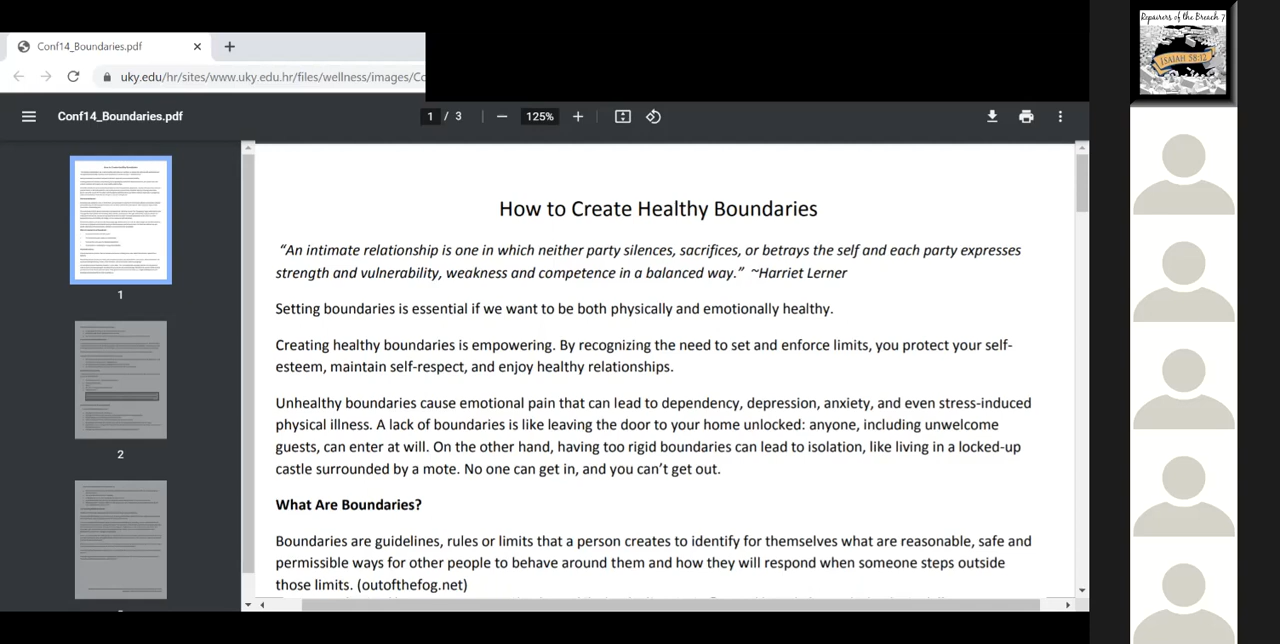 Conf14_Boundaries.pdf
uky.edu/hr/sites/www.uky.edu.hr/files/wellness/images/Co
Conf14_Boundaries.pdf
1 / 3
125%
How to Create Healthy Boundaries
“An intimate relationship is one in which neither party silences, sacrifices, or betrays the self and each party expresses
strength and vulnerability, weakness and competence in a balanced way.” ~Harriet Lerner
Setting boundaries is essential if we want to be both physically and emotionally healthy.
Creating healthy boundaries is empowering. By recognizing the need to set and enforce limits, you protect your self-
esteem, maintain self-respect, and enjoy healthy relationships.
Unhealthy boundaries cause emotional pain that can lead to dependency, depression, anxiety, and even stress-induced
physical illness. A lack of boundaries is like leaving the door to your home unlocked: anyone, including unwelcome
guests, can enter at will. On the other hand, having too rigid boundaries can lead to isolation, like living in a locked-up
castle surrounded by a mote. No one can get in, and you can’t get out.
What Are Boundaries?
Boundaries are guidelines, rules or limits that a person creates to identify for themselves what are reasonable, safe and
permissible ways for other people to behave around them and how they will respond when someone steps outside
those limits. (outofthefog.net)
1
2
Repairers of the Breach 7
ISAIAH 58:12